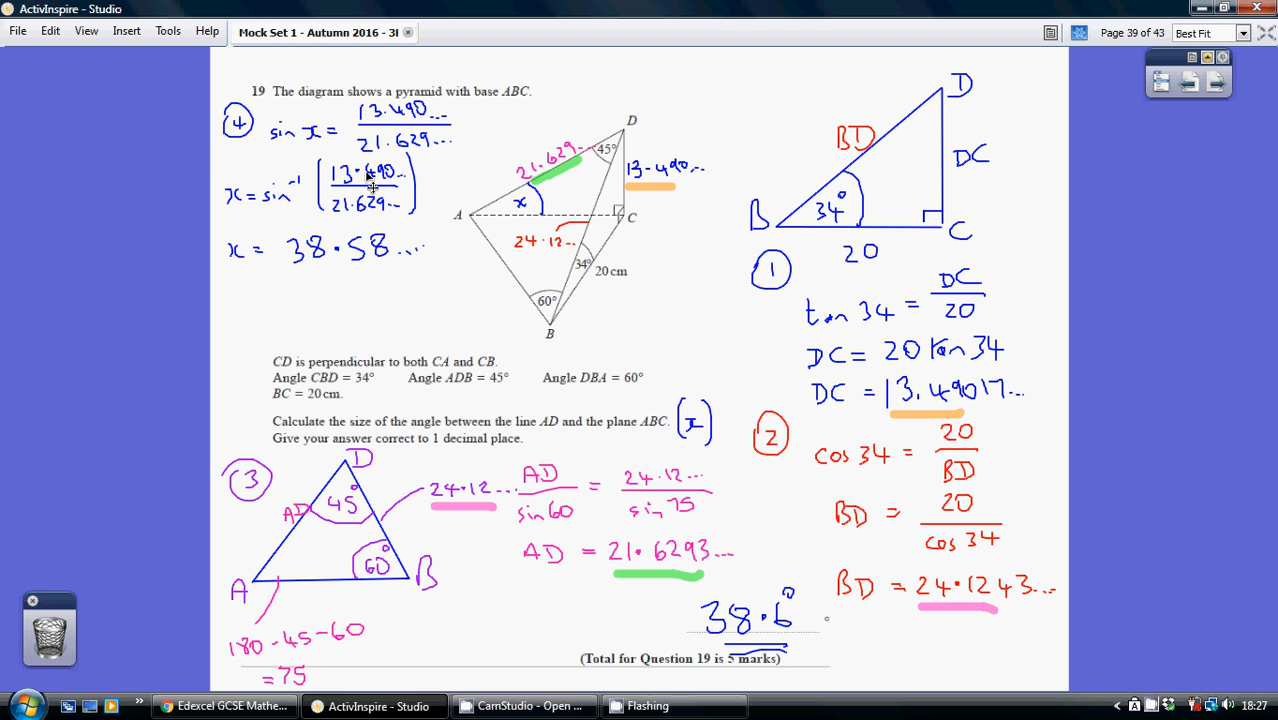 ActivInspire - Studio
File Edit View Insert Tools Help
Mock Set 1 - Autumn 2016 - 3I
Page 39 of 43
Best Fit
19 The diagram shows a pyramid with base ABC.
4
sin x = 13.490... / 21.629...
x = sin⁻¹ (13.490... / 21.629...)
x = 38.58....
D
45°
21.629...
13.490...
x
A
C
24.12...
34°
20 cm
60°
B
CD is perpendicular to both CA and CB.
Angle CBD = 34° Angle ADB = 45° Angle DBA = 60°
BC = 20 cm.
Calculate the size of the angle between the line AD and the plane ABC. (x)
Give your answer correct to 1 decimal place.
D
BD
DC
34°
B
C
20
1
tan 34 = DC / 20
DC = 20 tan 34
DC = 13.49017...
2
cos 34 = 20 / BD
BD = 20 / cos 34
BD = 24.1243...
3
D
45°
AD
24.12...
60°
A
B
180-45-60
=75
AD / sin 60 = 24.12... / sin 75
AD = 21.6293...
38.6°
(Total for Question 19 is 5 marks)
Edexcel GCSE Mathe...
ActivInspire - Studio
CamStudio - Open ...
Flashing
18:27